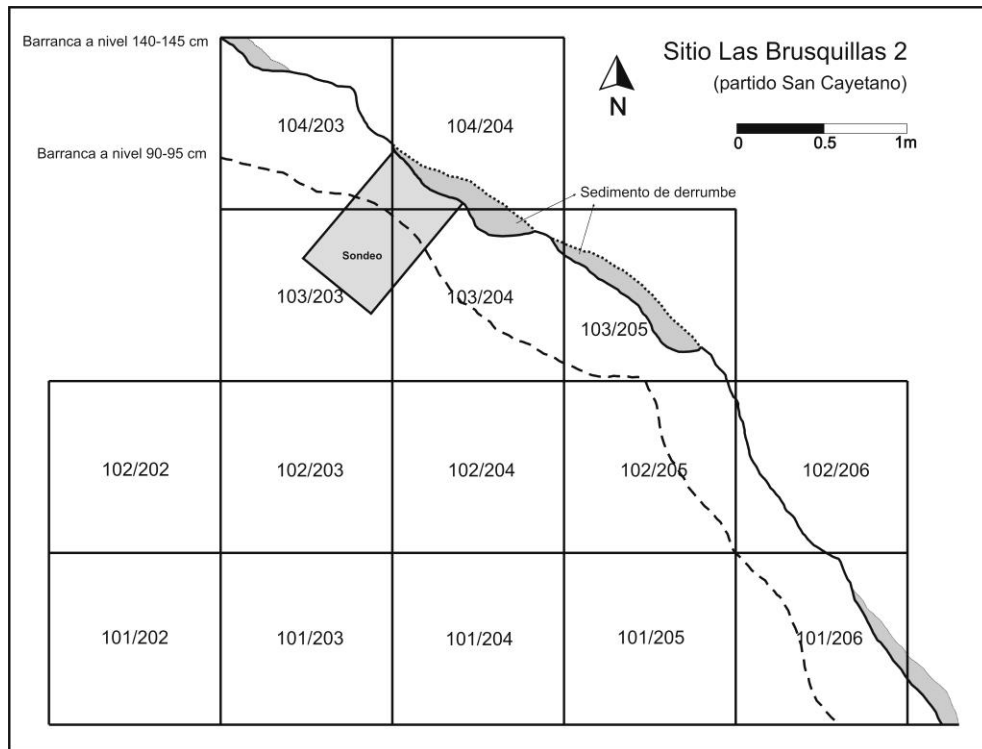 Barranca a nivel 140-145 cm
Sitio Las Brusquillas 2
(partido San Cayetano)
N
0 0.5 1m
104/203 104/204
Barranca a nivel 90-95 cm
Sedimento de derrumbe
Sondeo
103/203 103/204
103/205
102/202 102/203 102/204 102/205 102/206
101/202 101/203 101/204 101/205 101/206